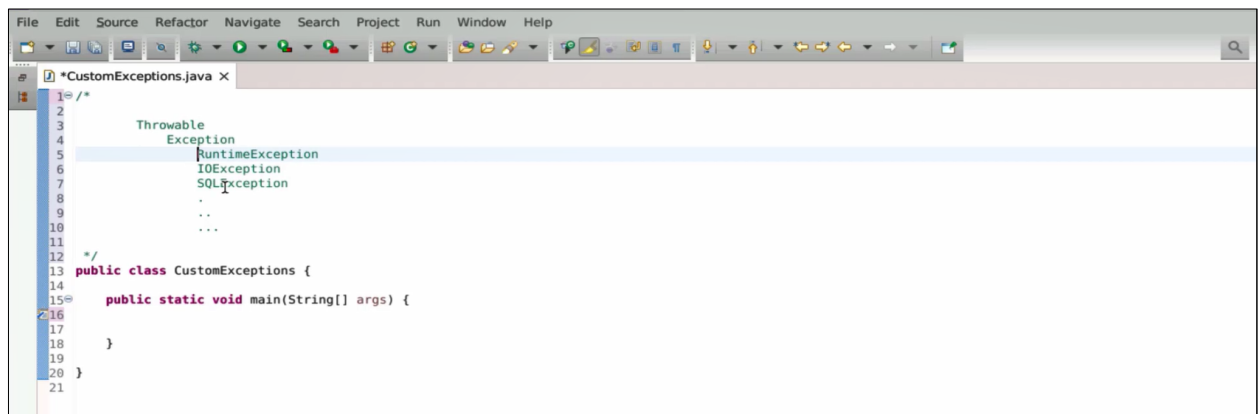 File Edit Source Refactor Navigate Search Project Run Window Help
*CustomExceptions.java
1 /*
2
3 Throwable
4 Exception
5 RuntimeException
6 IOException
7 SQLException
8 .
9 ..
10 ...
11
12 */
13 public class CustomExceptions {
14
15 public static void main(String[] args) {
16
17
18 }
19
20 }
21